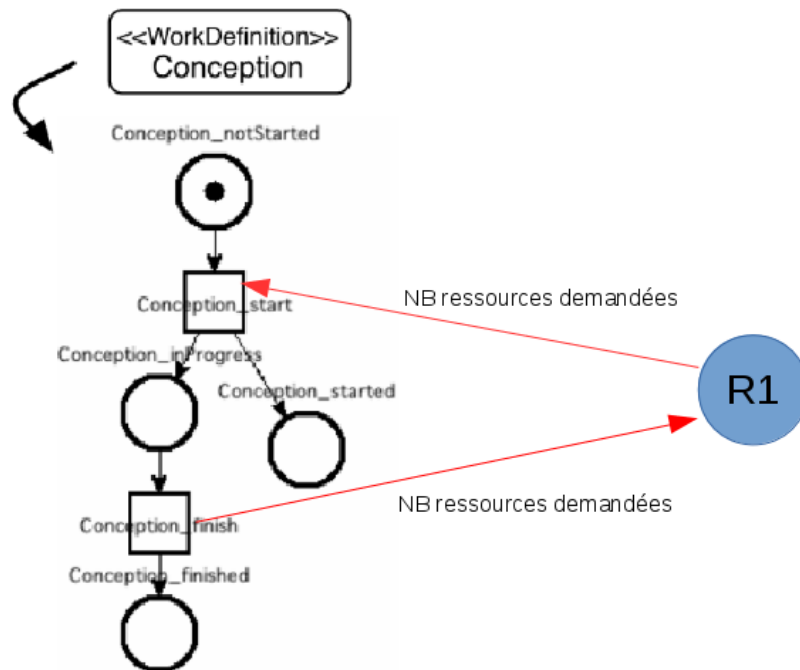 <<WorkDefinition>>
Conception
Conception_notStarted
NB ressources demandées
Conception_start
Conception_inProgress
Conception_started
R1
NB ressources demandées
Conception_finish
Conception_finished